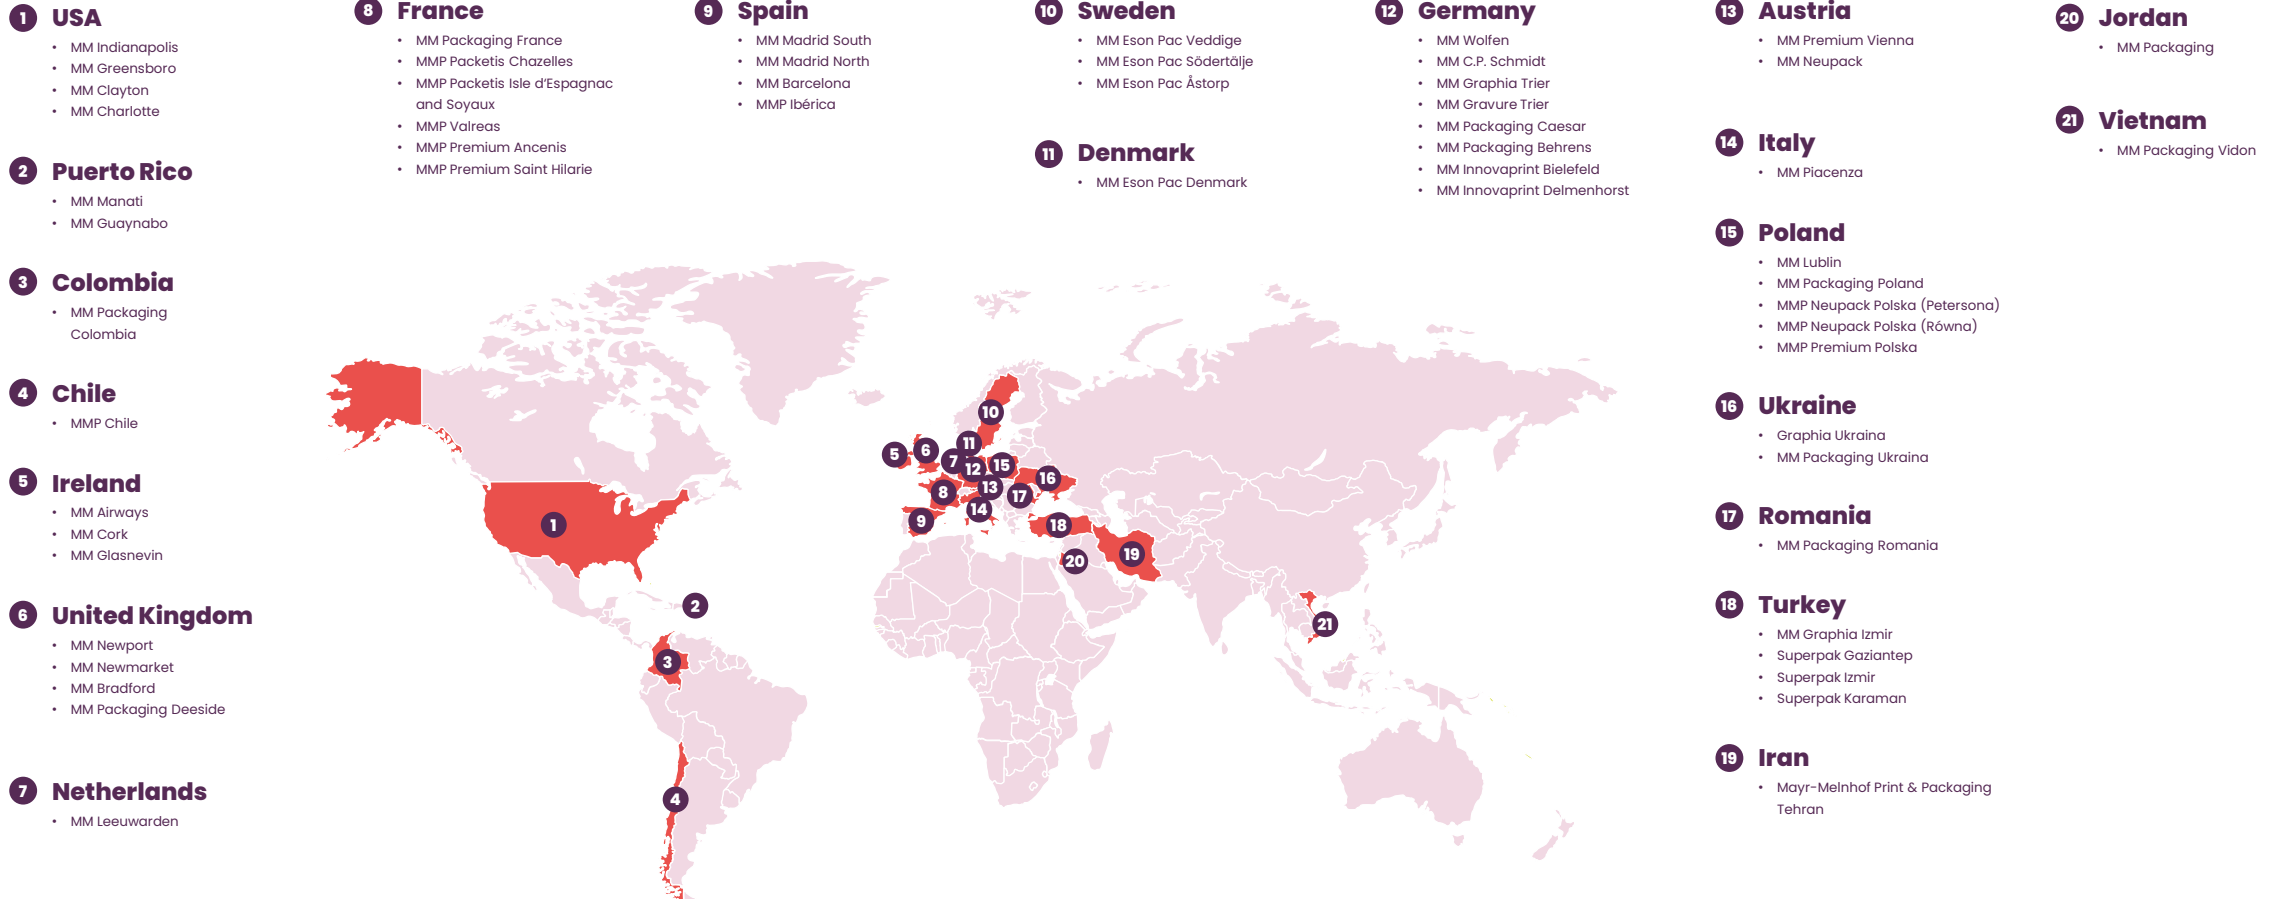 1 USA
• MM Indianapolis
• MM Greensboro
• MM Clayton
• MM Charlotte
2 Puerto Rico
• MM Manati
• MM Guaynabo
3 Colombia
• MM Packaging
Colombia
4 Chile
• MMP Chile
5 Ireland
• MM Airways
• MM Cork
• MM Glasnevin
6 United Kingdom
• MM Newport
• MM Newmarket
• MM Bradford
• MM Packaging Deeside
7 Netherlands
• MM Leeuwarden
8 France
• MM Packaging France
• MMP Packetis Chazelles
• MMP Packetis Isle d'Espagnac
and Soyaux
• MMP Valreas
• MMP Premium Ancenis
• MMP Premium Saint Hilarie
9 Spain
• MM Madrid South
• MM Madrid North
• MM Barcelona
• MMP Ibérica
10 Sweden
• MM Eson Pac Veddige
• MM Eson Pac Södertälje
• MM Eson Pac Åstorp
11 Denmark
• MM Eson Pac Denmark
12 Germany
• MM Wolfen
• MM C.P. Schmidt
• MM Graphia Trier
• MM Gravure Trier
• MM Packaging Caesar
• MM Packaging Behrens
• MM Innovaprint Bielefeld
• MM Innovaprint Delmenhorst
13 Austria
• MM Premium Vienna
• MM Neupack
14 Italy
• MM Piacenza
15 Poland
• MM Lublin
• MM Packaging Poland
• MMP Neupack Polska (Petersona)
• MMP Neupack Polska (Równa)
• MMP Premium Polska
16 Ukraine
• Graphia Ukraina
• MM Packaging Ukraina
17 Romania
• MM Packaging Romania
18 Turkey
• MM Graphia Izmir
• Superpak Gaziantep
• Superpak Izmir
• Superpak Karaman
19 Iran
• Mayr-Melnhof Print & Packaging
Tehran
20 Jordan
• MM Packaging
21 Vietnam
• MM Packaging Vidon
10
11
5
6
7
12
15
16
8
13
17
14
9
1
18
19
20
2
21
3
4